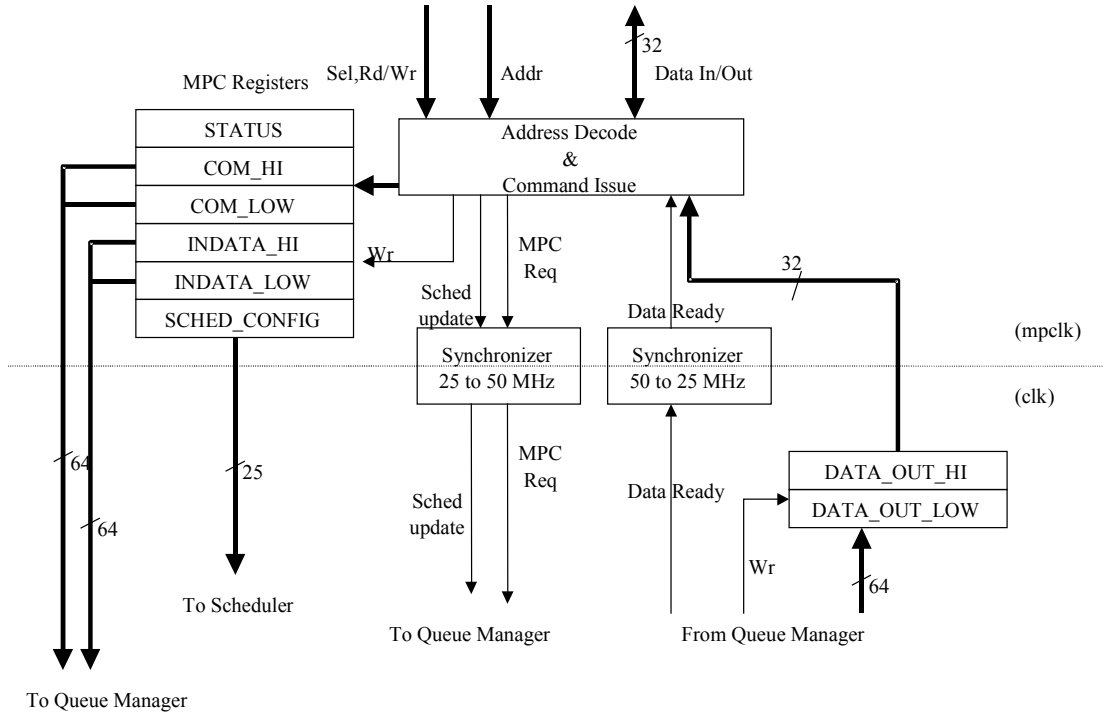 32
Sel,Rd/Wr
Addr
Data In/Out
MPC Registers
STATUS
COM_HI
COM_LOW
INDATA_HI
INDATA_LOW
SCHED_CONFIG
Address Decode
&
Command Issue
Wr
Sched
update
MPC
Req
Data Ready
32
(mpclk)
Synchronizer
25 to 50 MHz
Synchronizer
50 to 25 MHz
(clk)
64
64
25
Sched
update
MPC
Req
Data Ready
DATA_OUT_HI
DATA_OUT_LOW
Wr
64
To Scheduler
To Queue Manager
From Queue Manager
To Queue Manager